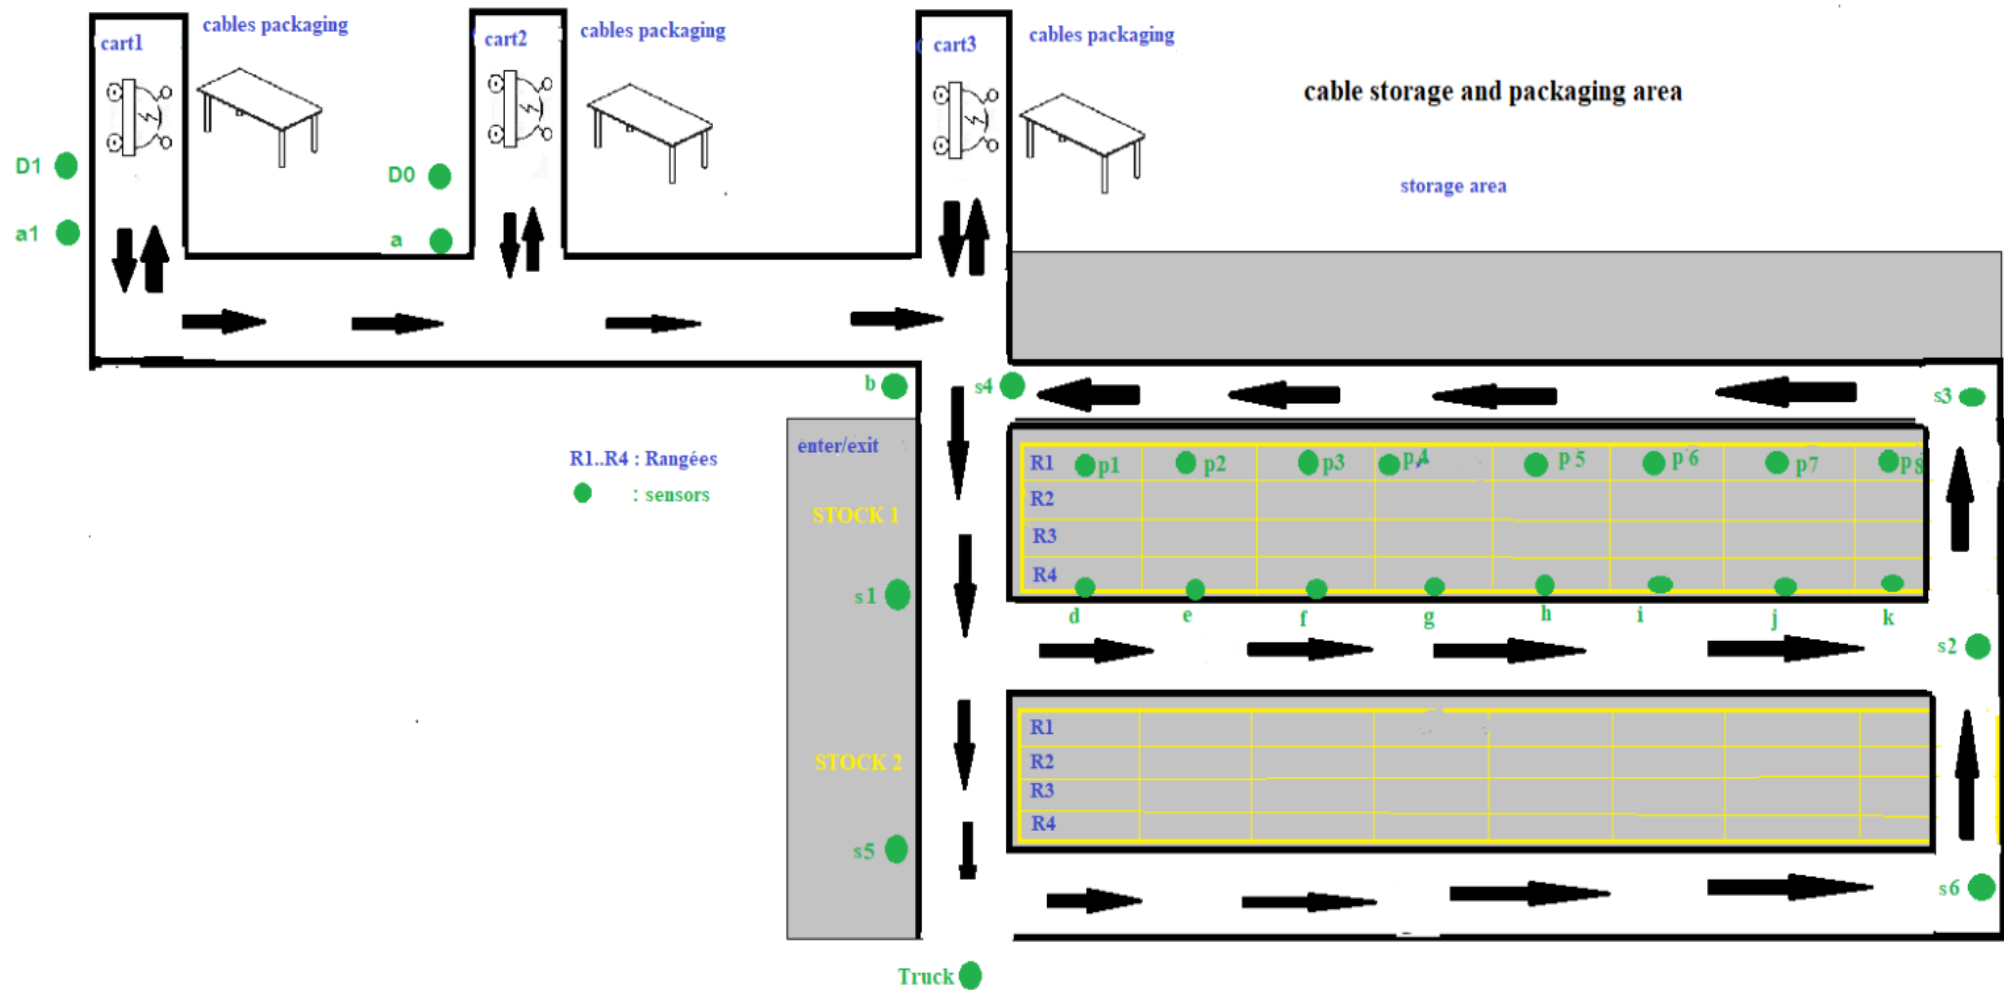 cart1
cables packaging
cart2
cables packaging
cart3
cables packaging
cable storage and packaging area
storage area
D1
D0
a1
a
b
s4
s3
enter/exit
R1..R4 : Rangées
: sensors
STOCK 1
s1
R1
p1
p2
p3
p4
p 5
p 6
p7
p8
R2
R3
R4
d
e
f
g
h
i
j
k
s2
STOCK 2
R1
R2
R3
R4
s5
s6
Truck